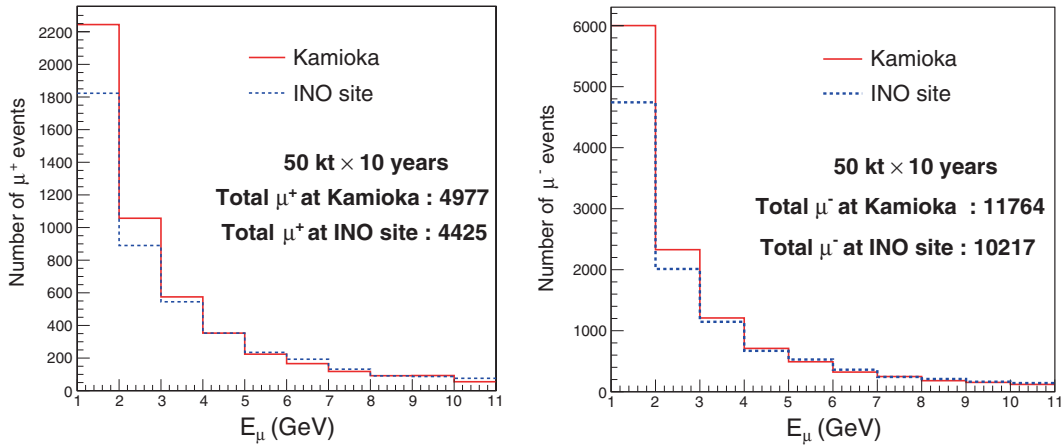 Number of μ⁺ events
2200
2000
1800
1600
1400
1200
1000
800
600
400
200
0
Kamioka
INO site
50 kt × 10 years
Total μ⁺ at Kamioka : 4977
Total μ⁺ at INO site : 4425
1 2 3 4 5 6 7 8 9 10 11
E_μ (GeV)
Number of μ⁻ events
6000
5000
4000
3000
2000
1000
0
Kamioka
INO site
50 kt × 10 years
Total μ⁻ at Kamioka : 11764
Total μ⁻ at INO site : 10217
1 2 3 4 5 6 7 8 9 10 11
E_μ (GeV)